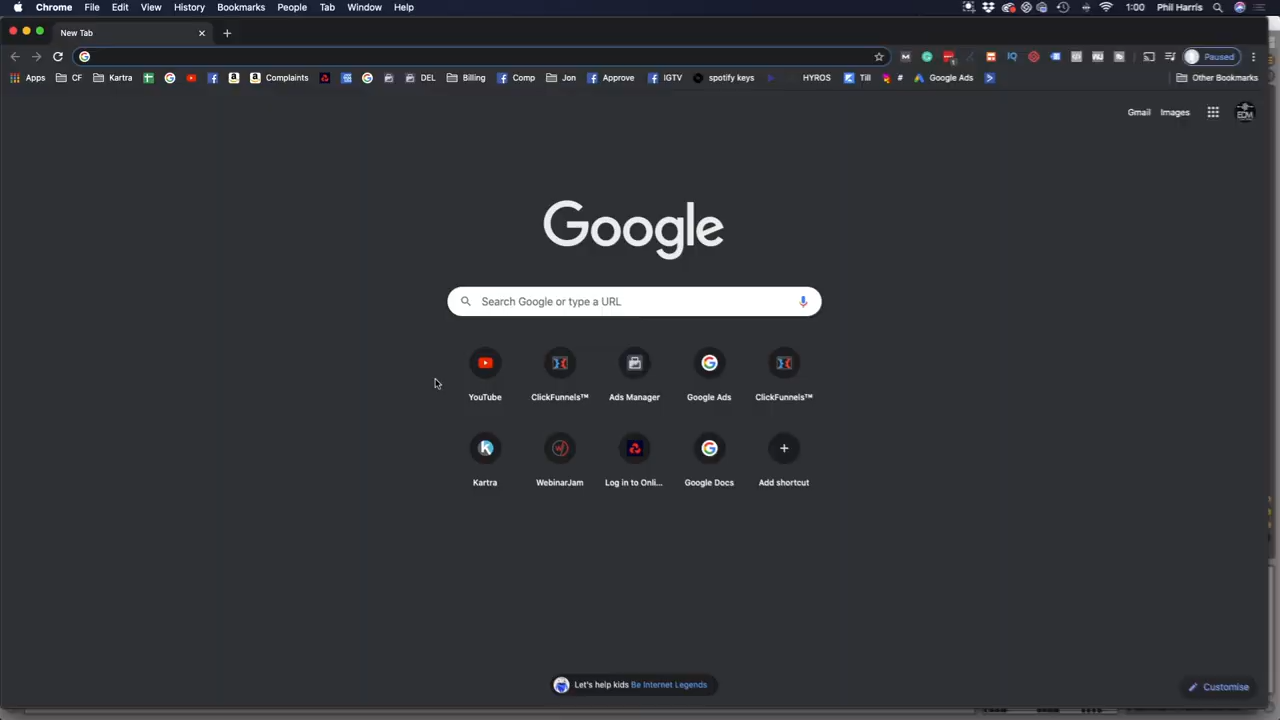 Chrome File Edit View History Bookmarks People Tab Window Help 1:00 Phil Harris
New Tab
Paused
Apps CF Kartra Complaints DEL Billing Comp Jon Approve IGTV spotify keys HYROS Till # Google Ads Other Bookmarks
Gmail Images
EDM
Google
Search Google or type a URL
YouTube ClickFunnels™ Ads Manager Google Ads ClickFunnels™
Kartra WebinarJam Log in to Onli... Google Docs Add shortcut
Let's help kids Be Internet Legends
Customise